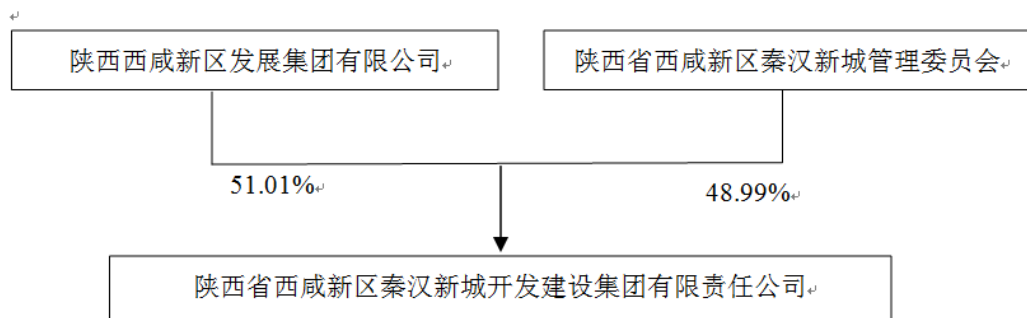 陕西西咸新区发展集团有限公司
陕西省西咸新区秦汉新城管理委员会
51.01%
48.99%
陕西省西咸新区秦汉新城开发建设集团有限责任公司